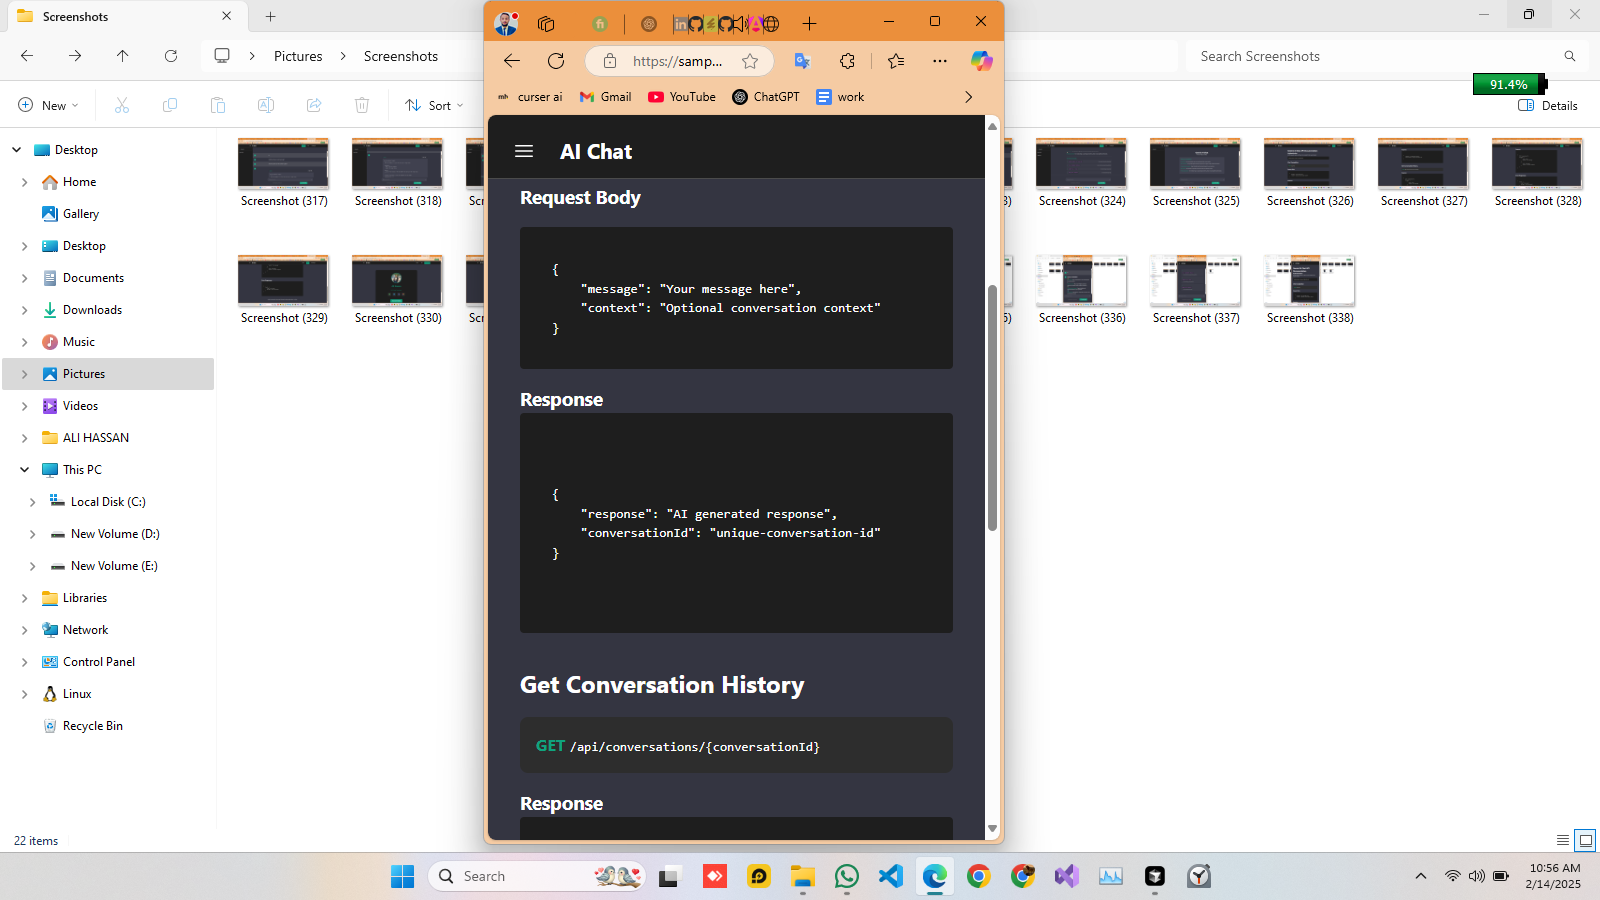 Screenshots
Pictures
Screenshots
Search Screenshots
New
Sort
91.4%
Details
Desktop
Home
Gallery
Desktop
Documents
Downloads
Music
Pictures
Videos
ALI HASSAN
This PC
Local Disk (C:)
New Volume (D:)
New Volume (E:)
Libraries
Network
Control Panel
Linux
Recycle Bin
22 items
Screenshot (317)
Screenshot (318)
Screenshot (324)
Screenshot (325)
Screenshot (326)
Screenshot (327)
Screenshot (328)
Screenshot (329)
Screenshot (330)
Screenshot (336)
Screenshot (337)
Screenshot (338)
https://samp...
curser ai
Gmail
YouTube
ChatGPT
work
AI Chat
Request Body
{
"message": "Your message here",
"context": "Optional conversation context"
}
Response
{
"response": "AI generated response",
"conversationId": "unique-conversation-id"
}
Get Conversation History
GET /api/conversations/{conversationId}
Response
Search
10:56 AM
2/14/2025